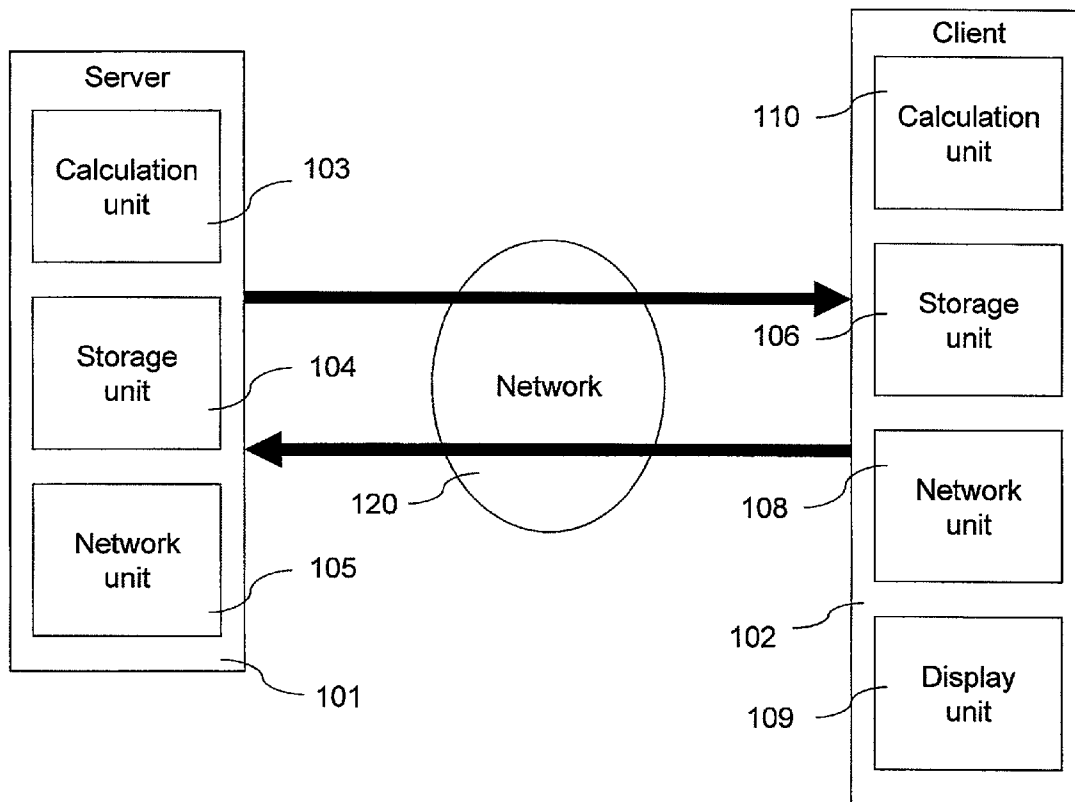 Server
Calculation
unit
103
Storage
unit
104
Network
unit
105
101
Network
120
Client
110
Calculation
unit
106
Storage
unit
108
Network
unit
102
109
Display
unit